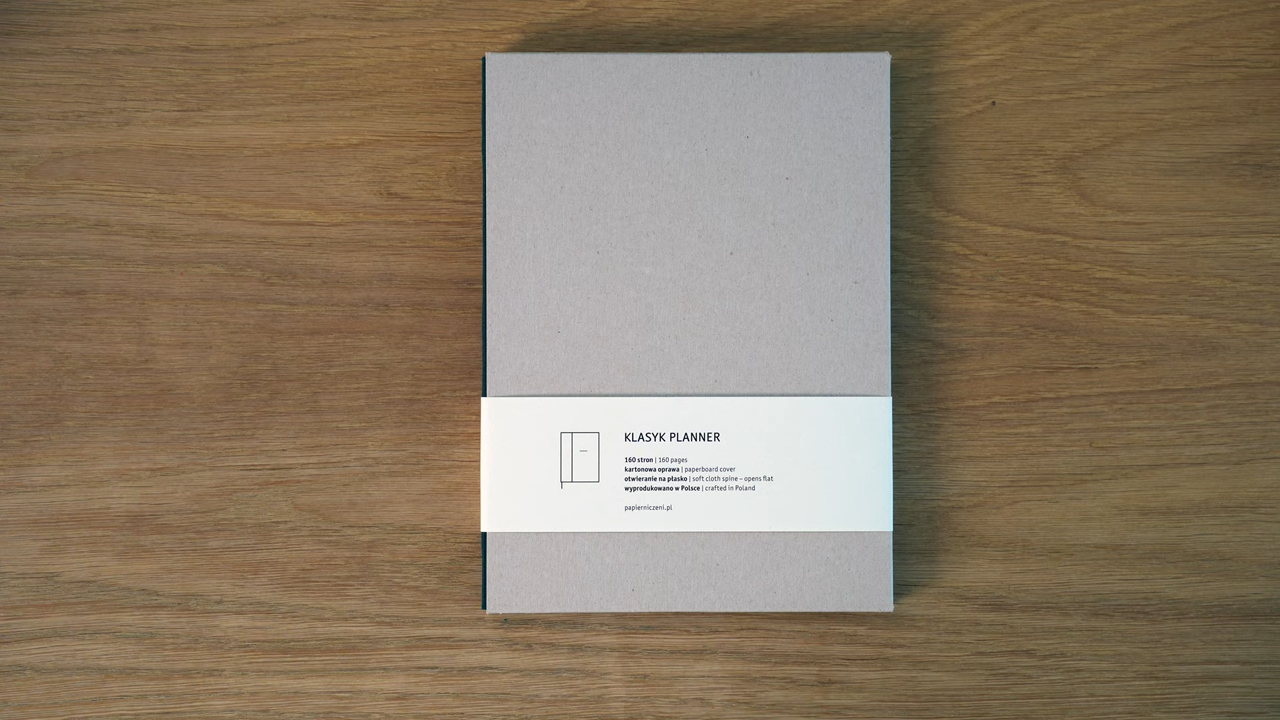 KLASYK PLANNER
160 stron | 160 pages
kartonowa oprawa | paperboard cover
otwieranie na płasko | soft cloth spine – opens flat
wyprodukowano w Polsce | crafted in Poland
papierniczeni.pl